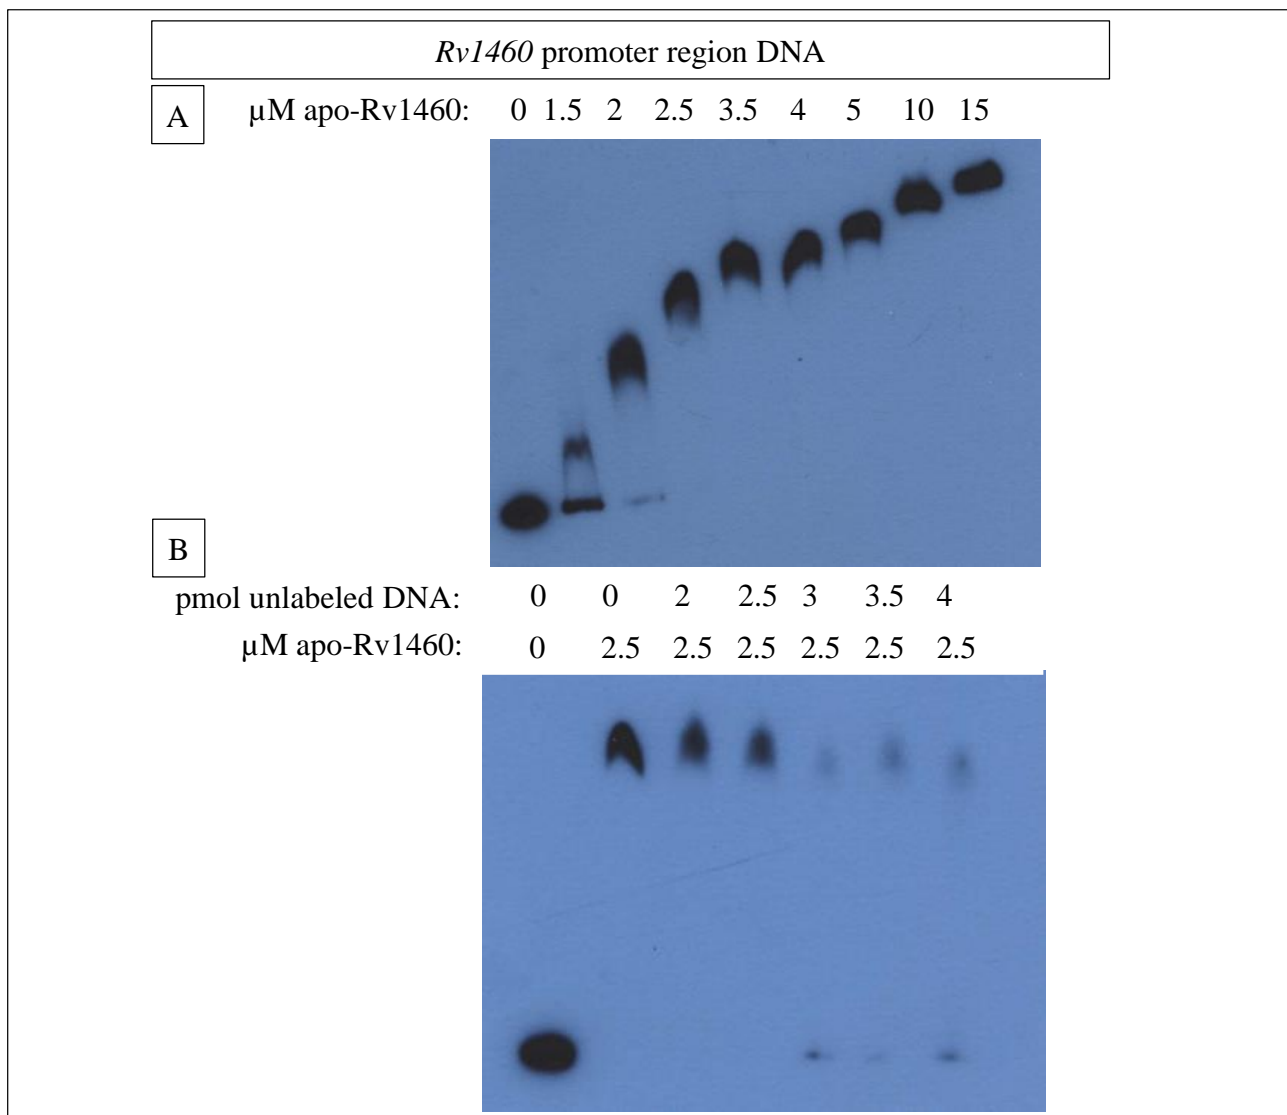 Rv1460 promoter region DNA
A
µM apo-Rv1460: 0 1.5 2 2.5 3.5 4 5 10 15
B
pmol unlabeled DNA: 0 0 2 2.5 3 3.5 4
µM apo-Rv1460: 0 2.5 2.5 2.5 2.5 2.5 2.5